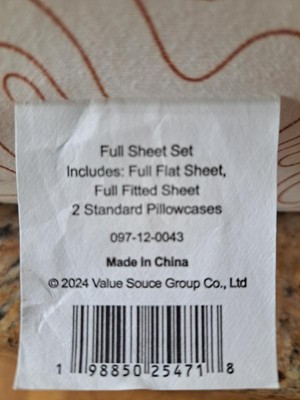 Full Sheet Set
Includes: Full Flat Sheet,
Full Fitted Sheet
2 Standard Pillowcases
097-12-0043
Made In China
© 2024 Value Souce Group Co., Ltd
1 98850 25471 8